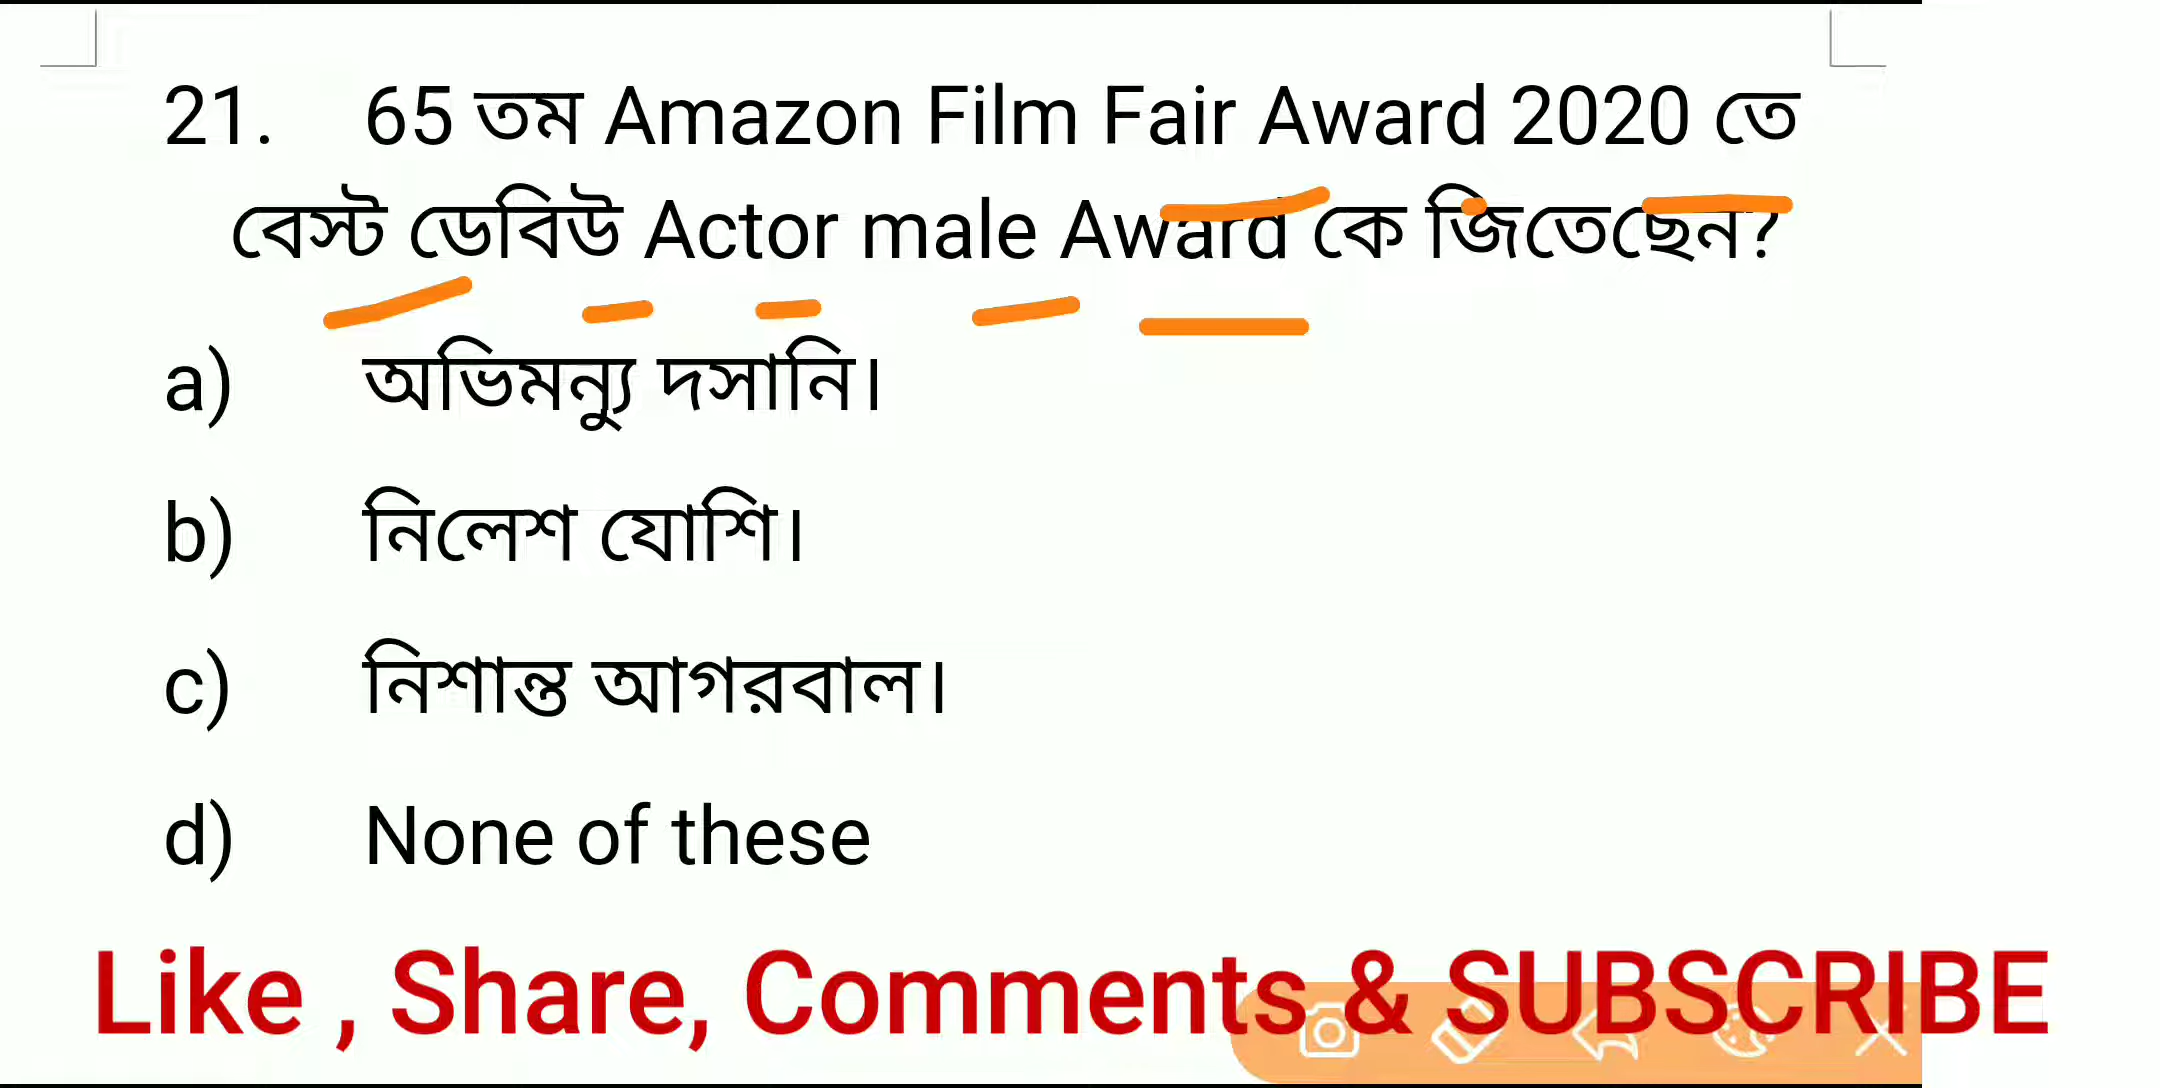 21. 65 তম Amazon Film Fair Award 2020 তে
বেস্ট ডেবিউ Actor male Award কে জিতেছেন?
a) অভিমন্যু দসানি।
b) নিলেশ যোশি।
c) নিশান্ত আগরবাল।
d) None of these
Like , Share, Comments & SUBSCRIBE